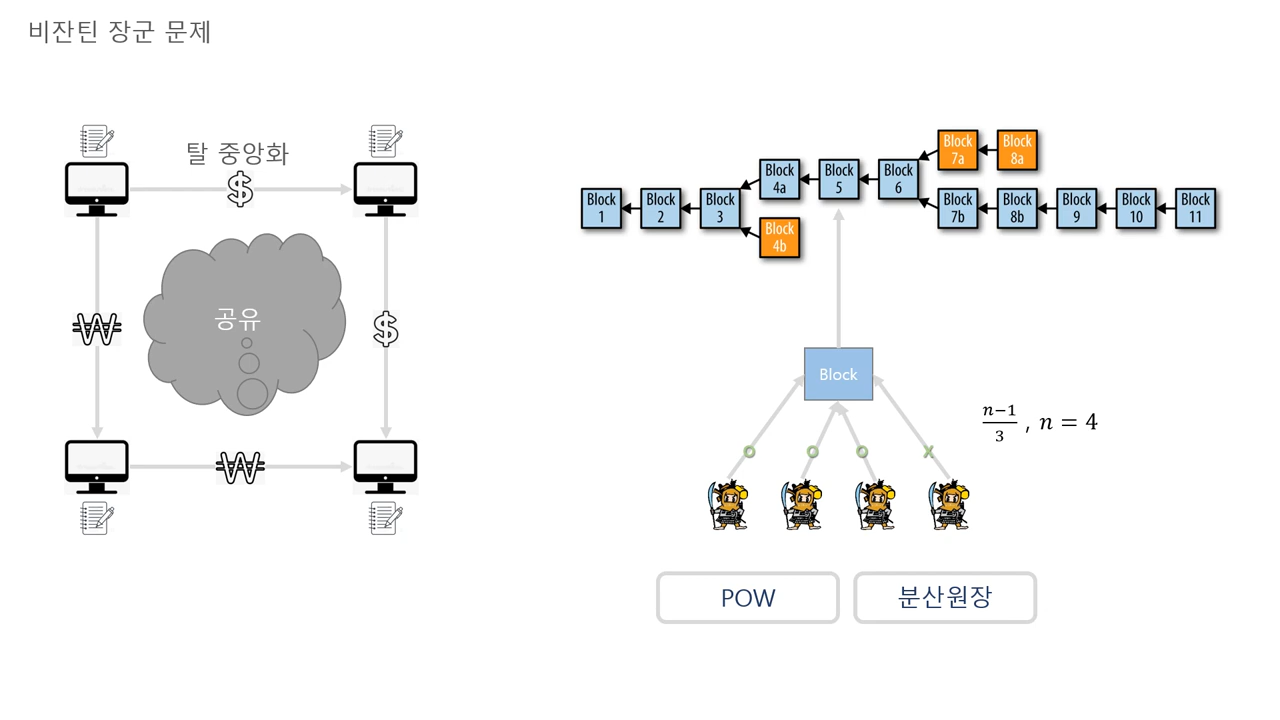 비잔틴 장군 문제
탈 중앙화
$
₩
공유
$
₩
Block 1
Block 2
Block 3
Block 4a
Block 4b
Block 5
Block 6
Block 7a
Block 8a
Block 7b
Block 8b
Block 9
Block 10
Block 11
Block
O O O X
n−1/3 , n = 4
POW
분산원장